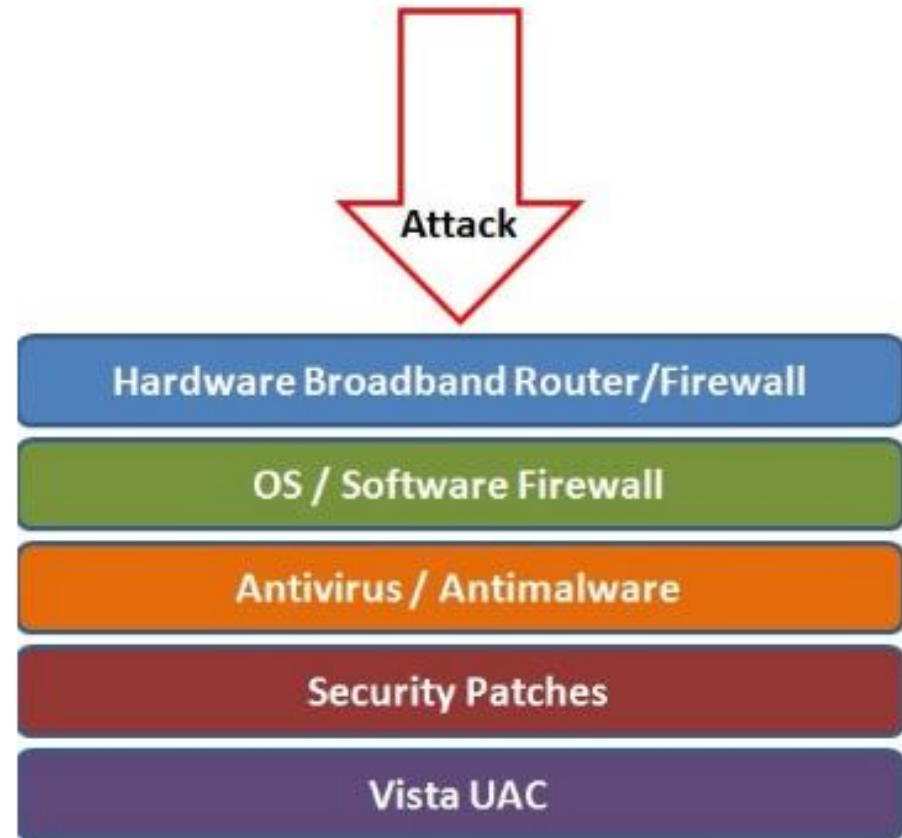 Attack
Hardware Broadband Router/Firewall
OS / Software Firewall
Antivirus / Antimalware
Security Patches
Vista UAC